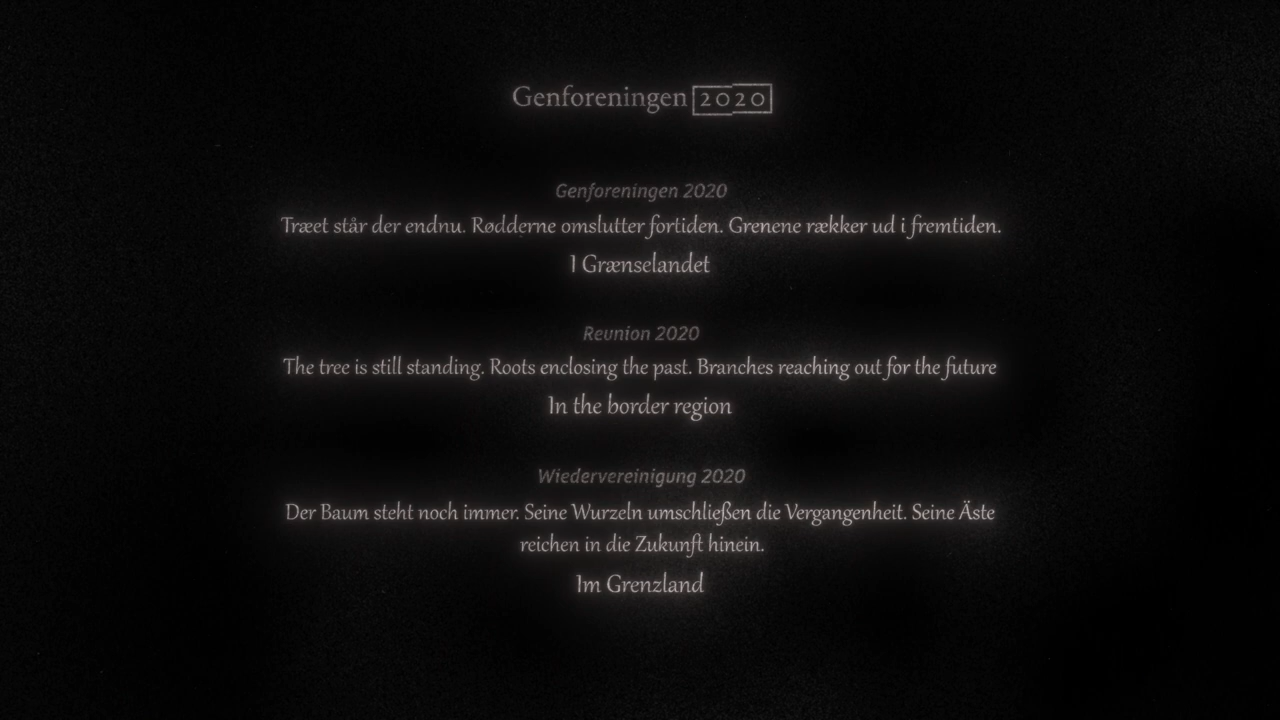 Genforeningen 2020
Genforeningen 2020
Træet står der endnu. Rødderne omslutter fortiden. Grenene rækker ud i fremtiden.
I Grænselandet
Reunion 2020
The tree is still standing. Roots enclosing the past. Branches reaching out for the future
In the border region
Wiedervereinigung 2020
Der Baum steht noch immer. Seine Wurzeln umschließen die Vergangenheit. Seine Äste
reichen in die Zukunft hinein.
Im Grenzland